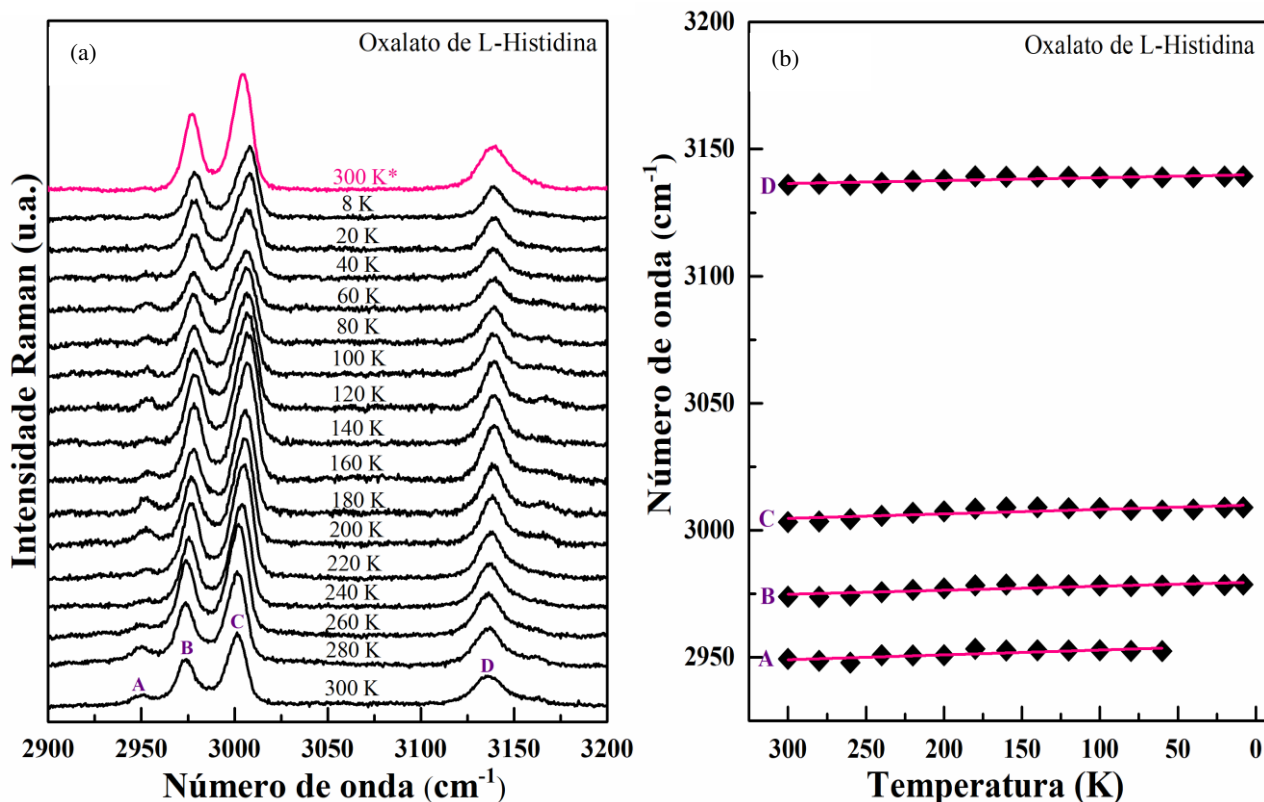 (a)
Oxalato de L-Histidina
Intensidade Raman (u.a.)
300 K*
8 K
20 K
40 K
60 K
80 K
100 K
120 K
140 K
160 K
180 K
200 K
220 K
240 K
260 K
280 K
300 K
A
B
C
D
2900 2950 3000 3050 3100 3150 3200
Número de onda (cm-1)
(b)
Oxalato de L-Histidina
Número de onda (cm-1)
3200
3150
3100
3050
3000
2950
D
C
B
A
300 250 200 150 100 50 0
Temperatura (K)